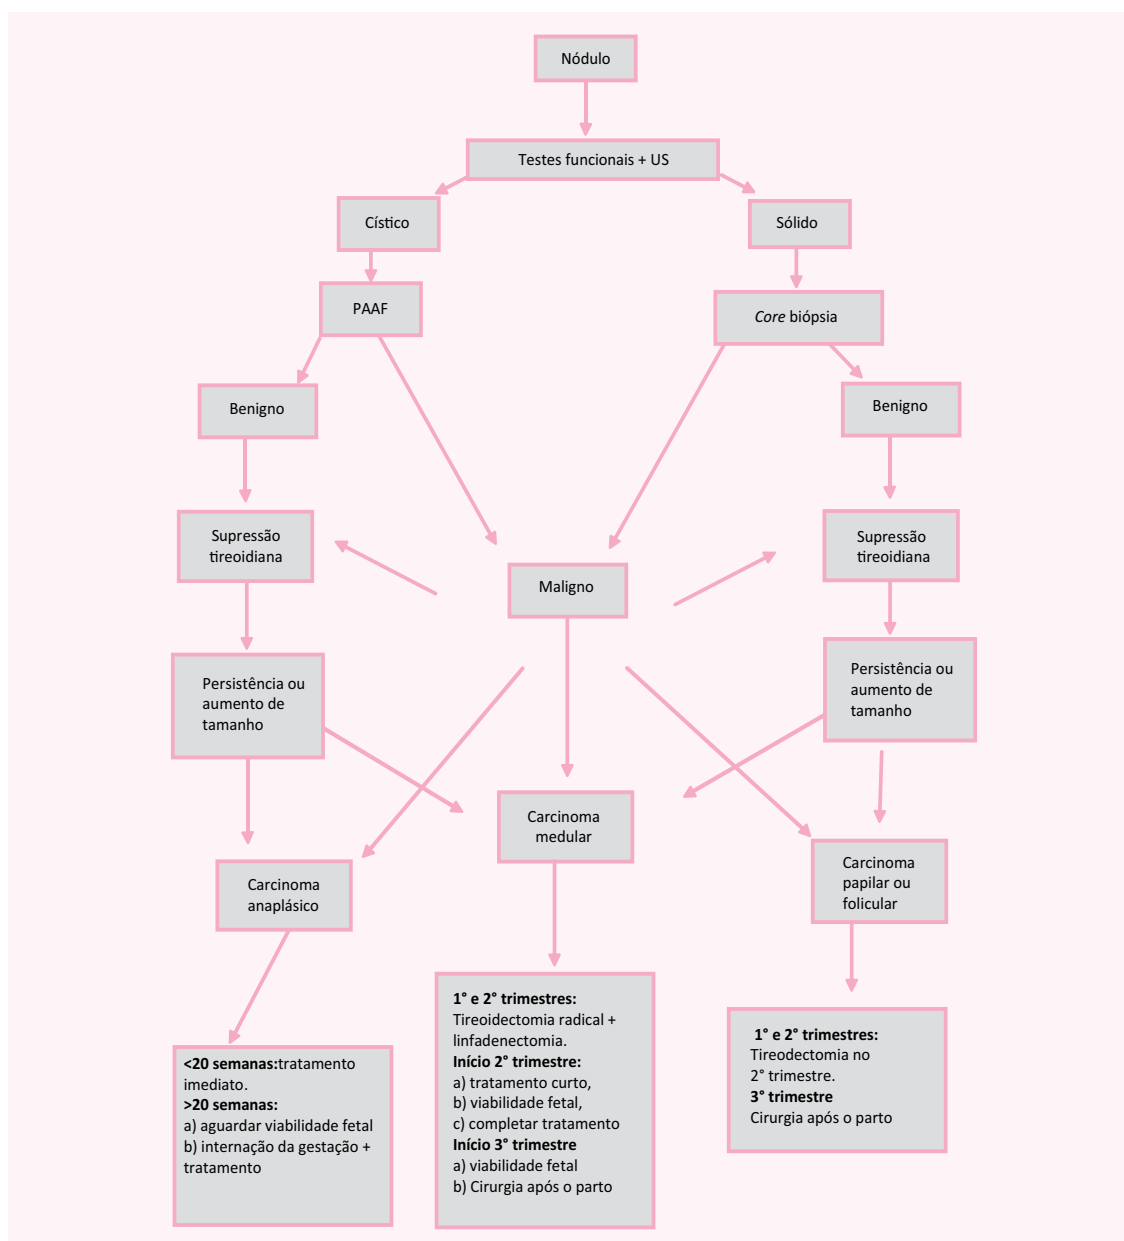 Nódulo
Testes funcionais + US
Cístico
Sólido
PAAF
Core biópsia
Benigno
Benigno
Supressão
tireoidiana
Supressão
tireoidiana
Maligno
Persistência ou
aumento de
tamanho
Persistência ou
aumento de
tamanho
Carcinoma
medular
Carcinoma
anaplásico
Carcinoma
papilar ou
folicular
<20 semanas:tratamento
imediato.
>20 semanas:
a) aguardar viabilidade fetal
b) internação da gestação +
tratamento
1° e 2° trimestres:
Tireoidectomia radical +
linfadenectomia.
Início 2° trimestre:
a) tratamento curto,
b) viabilidade fetal,
c) completar tratamento
Início 3° trimestre
a) viabilidade fetal
b) Cirurgia após o parto
1° e 2° trimestres:
Tireodectomia no
2° trimestre.
3° trimestre
Cirurgia após o parto